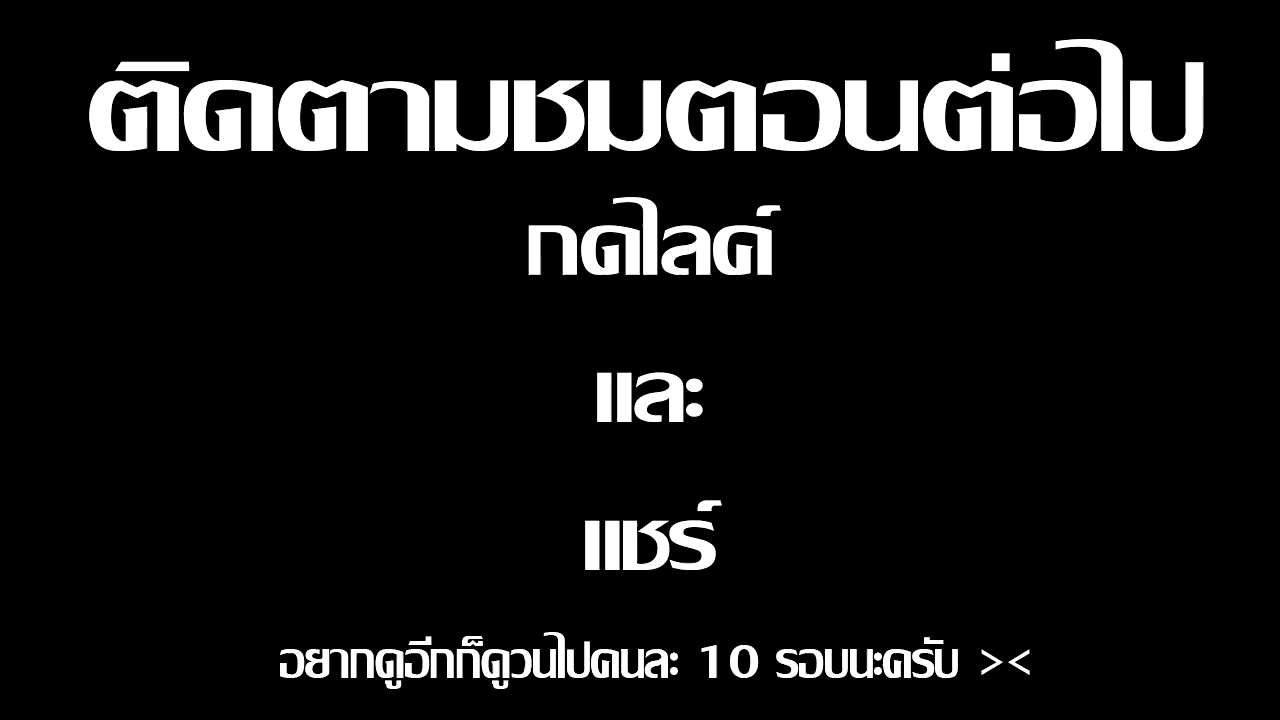 ติดตามชมตอนต่อไป
กดไลค์
และ
แชร์
อยากดูอีกก็ดูวนไปคนละ 10 รอบนะครับ ><